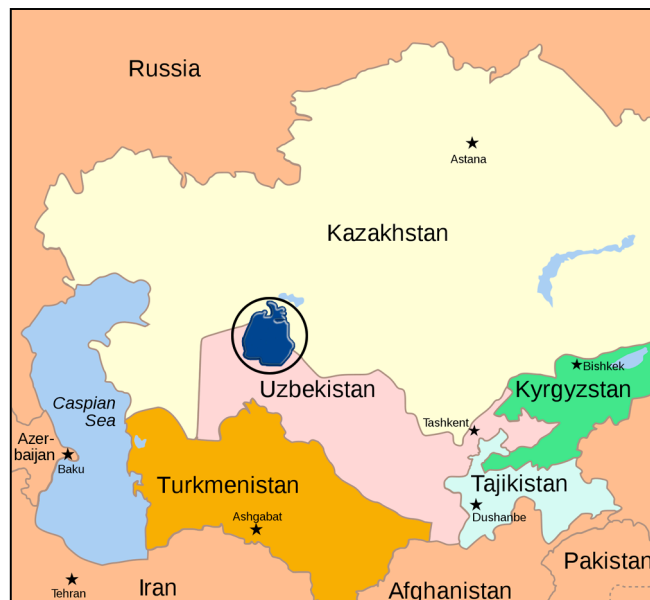 Russia
Astana
Kazakhstan
Bishkek
Uzbekistan
Kyrgyzstan
Caspian
Sea
Tashkent
Azer-
baijan
Baku
Turkmenistan
Tajikistan
Ashgabat
Dushanbe
Pakistan
Tehran
Iran
Afghanistan